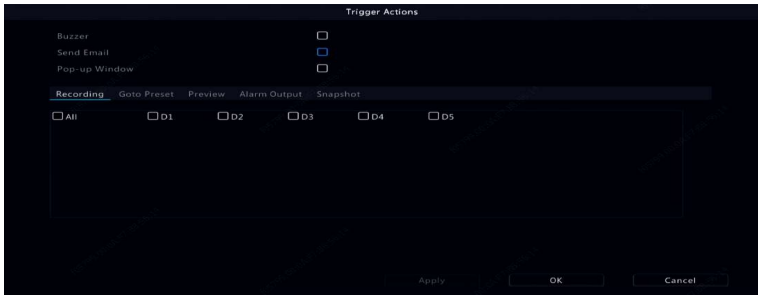 Trigger Actions
Buzzer
Send Email
Pop-up Window
Recording Goto Preset Preview Alarm Output Snapshot
All D1 D2 D3 D4 D5
Apply OK Cancel